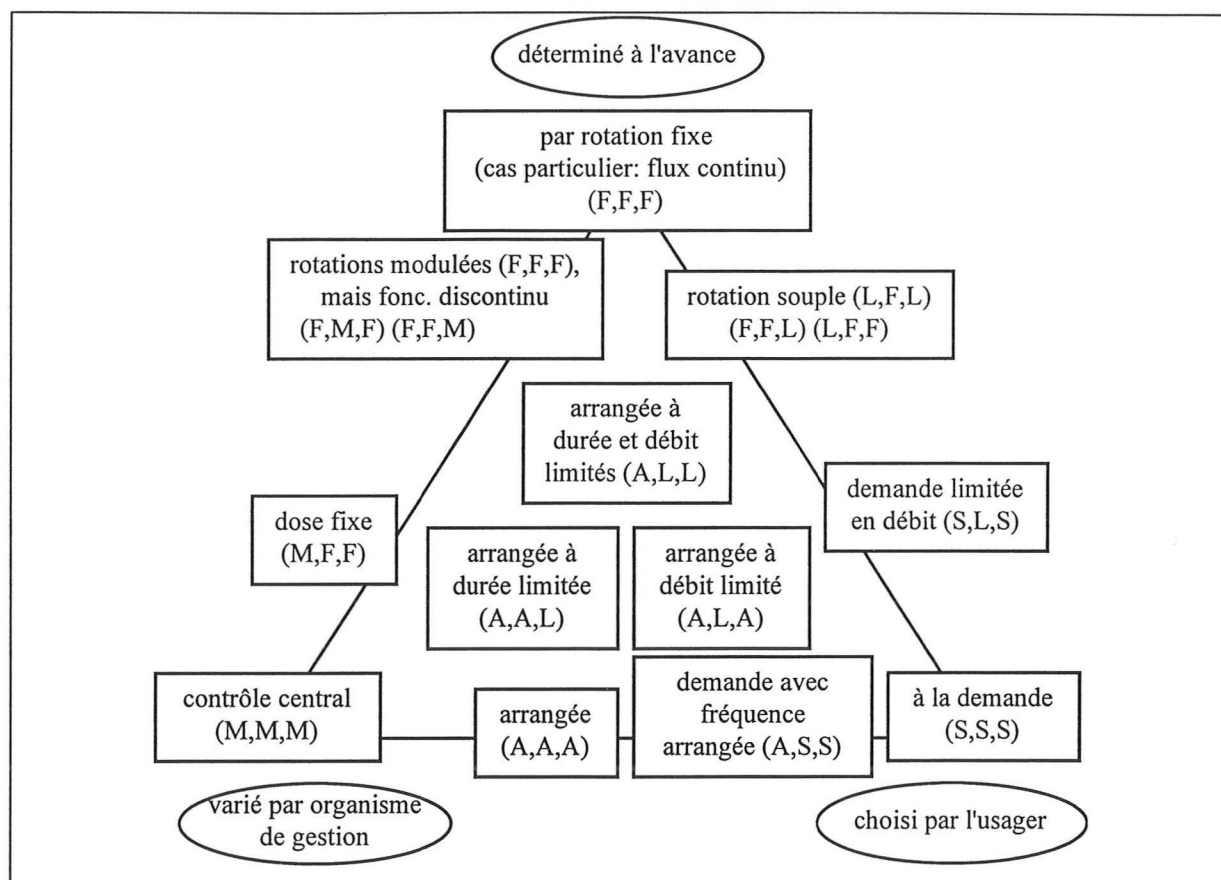 déterminé à l'avance
par rotation fixe
(cas particulier: flux continu)
(F,F,F)
rotations modulées (F,F,F),
mais fonc. discontinu
(F,M,F) (F,F,M)
rotation souple (L,F,L)
(F,F,L) (L,F,F)
arrangée à
durée et débit
limités (A,L,L)
demande limitée
en débit (S,L,S)
dose fixe
(M,F,F)
arrangée à
durée limitée
(A,A,L)
arrangée à
débit limité
(A,L,A)
contrôle central
(M,M,M)
arrangée
(A,A,A)
demande avec
fréquence
arrangée (A,S,S)
à la demande
(S,S,S)
varié par organisme
de gestion
choisi par l'usager